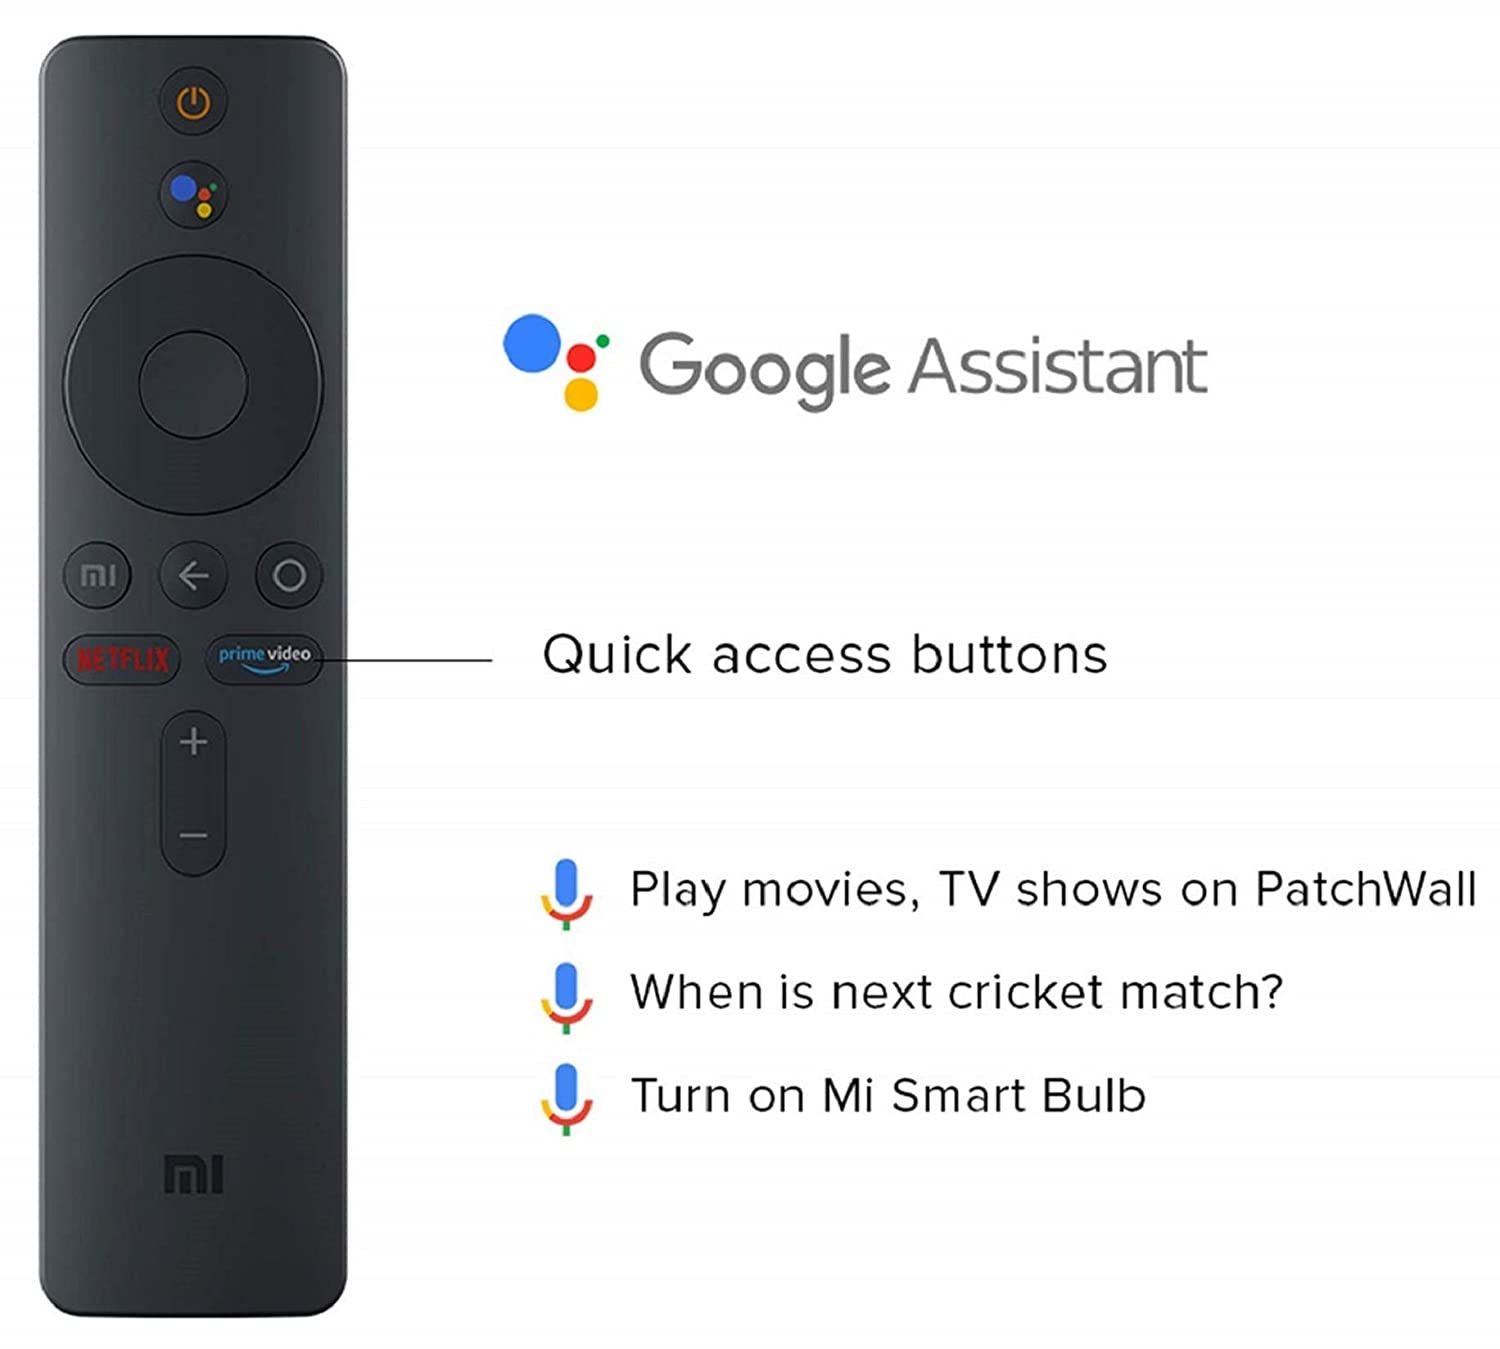 Google Assistant
mi
NETFLIX
prime video
Quick access buttons
+
−
Play movies, TV shows on PatchWall
When is next cricket match?
Turn on Mi Smart Bulb
mi